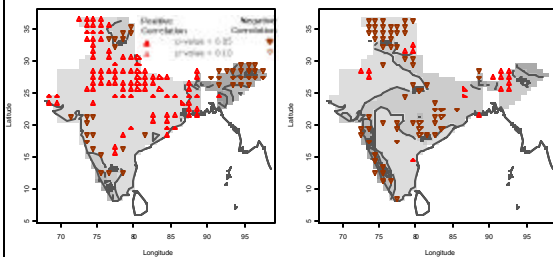 Positive Negative
Correlation Correlation
p-value < 0.05
p-value < 0.10
35
30
25
20
15
10
5
Latitude
70 75 80 85 90 95
Longitude
35
30
25
20
15
10
5
Latitude
70 75 80 85 90 95
Longitude